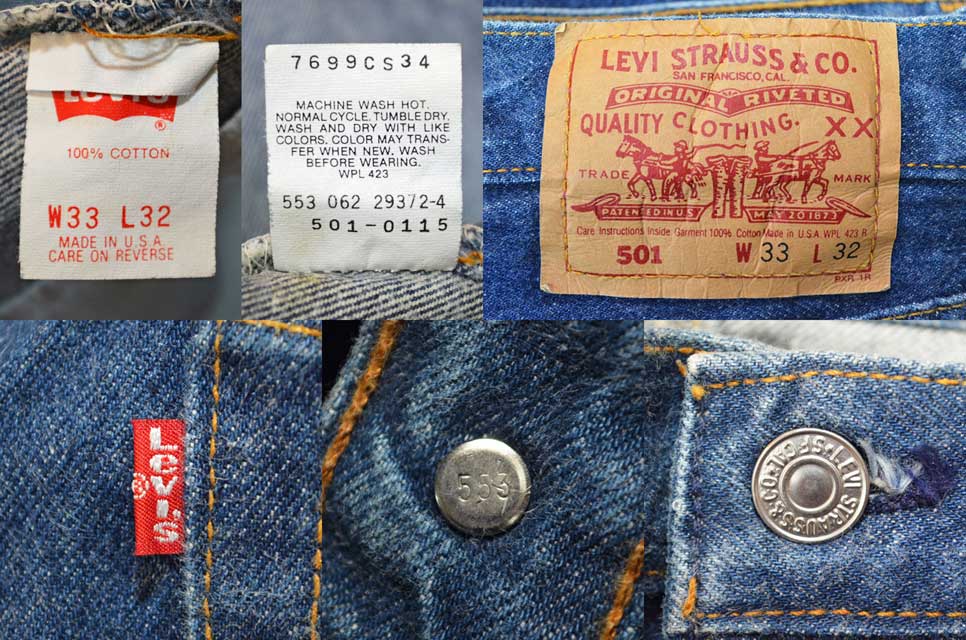 LEVI'S
®
100% COTTON
W33 L32
MADE IN U.S.A.
CARE ON REVERSE
7699CS34
MACHINE WASH HOT.
NORMAL CYCLE. TUMBLE DRY.
WASH AND DRY WITH LIKE
COLORS. COLOR MAY TRANS-
FER WHEN NEW. WASH
BEFORE WEARING.
WPL 423
553 062 29372-4
501-0115
LEVI STRAUSS & CO.
SAN FRANCISCO, CAL.
ORIGINAL RIVETED
QUALITY CLOTHING. XX
TRADE MARK
PATENTED IN U.S. MAY 20 1873
Care Instructions Inside Garment 100% Cotton Made in U.S.A. WPL 423 R
501 W 33 L 32
Levi's
®
553
LEVI STRAUSS & CO. S.F. CAL.